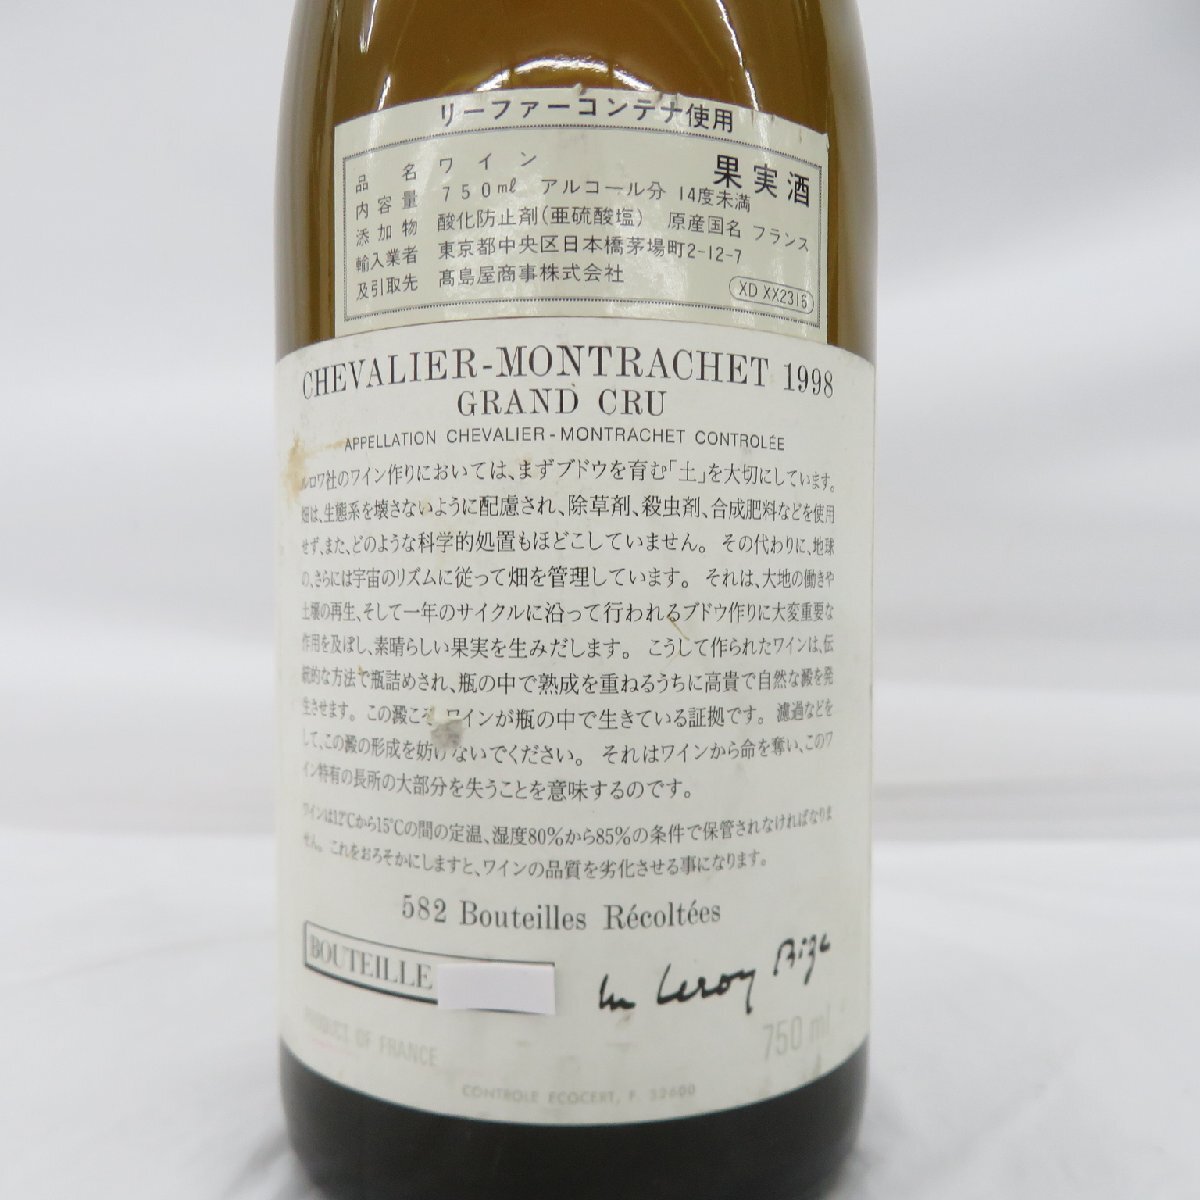 リーファーコンテナ使用
品名 ワイン 果実酒
内容量 750mℓ アルコール分 14度未満
添加物 酸化防止剤(亜硫酸塩) 原産国名 フランス
輸入業者 東京都中央区日本橋茅場町2-12-7
及引取先 髙島屋商事株式会社
XD XX2316
CHEVALIER-MONTRACHET 1998
GRAND CRU
APPELLATION CHEVALIER-MONTRACHET CONTROLÉE
ルロワ社のワイン作りにおいては、まずブドウを育む「土」を大切にしています。
畑は、生態系を壊さないように配慮され、除草剤、殺虫剤、合成肥料などを使用
せず、また、どのような科学的処置もほどこしていません。 その代わりに、地球
の、さらには宇宙のリズムに従って畑を管理しています。 それは、大地の働きや
土壌の再生、そして一年のサイクルに沿って行われるブドウ作りに大変重要な
作用を及ぼし、素晴らしい果実を生みだします。 こうして作られたワインは、伝
統的な方法で瓶詰めされ、瓶の中で熟成を重ねるうちに高貴で自然な澱を発
生させます。 この澱こそ ワインが瓶の中で生きている証拠です。 濾過などを
して、この澱の形成を妨げないでください。 それはワインから命を奪い、このワ
イン特有の長所の大部分を失うことを意味するのです。
ワインは12℃から15℃の間の定温、湿度80%から85%の条件で保管されなければなりま
せん。 これをおろそかにしますと、ワインの品質を劣化させる事になります。
582 Bouteilles Récoltées
BOUTEILLE
Leroy Bize
PRODUCT OF FRANCE
750 ml
CONTROLE ECOCERT, F. 32600